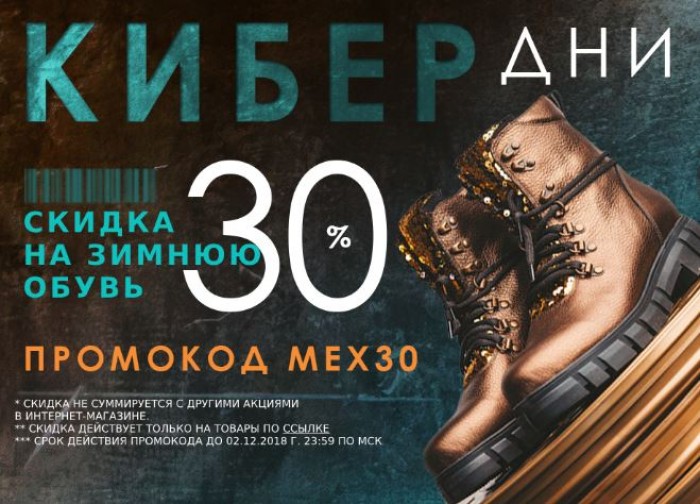 КИБЕР ДНИ
СКИДКА
НА ЗИМНЮЮ
ОБУВЬ
30 %
ПРОМОКОД МЕХ30
* СКИДКА НЕ СУММИРУЕТСЯ С ДРУГИМИ АКЦИЯМИ
В ИНТЕРНЕТ-МАГАЗИНЕ.
** СКИДКА ДЕЙСТВУЕТ ТОЛЬКО НА ТОВАРЫ ПО ССЫЛКЕ
*** СРОК ДЕЙСТВИЯ ПРОМОКОДА ДО 02.12.2018 Г. 23:59 ПО МСК